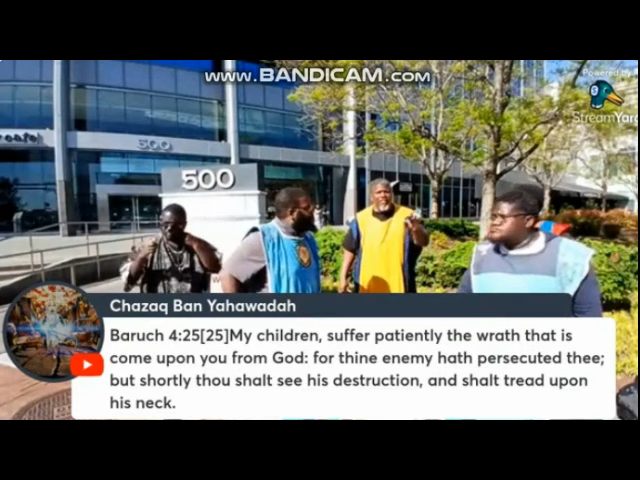 www.BANDICAM.com
Powered by
StreamYard
cafe
500
500
Chazaq Ban Yahawadah
Baruch 4:25[25]My children, suffer patiently the wrath that is
come upon you from God: for thine enemy hath persecuted thee;
but shortly thou shalt see his destruction, and shalt tread upon
his neck.